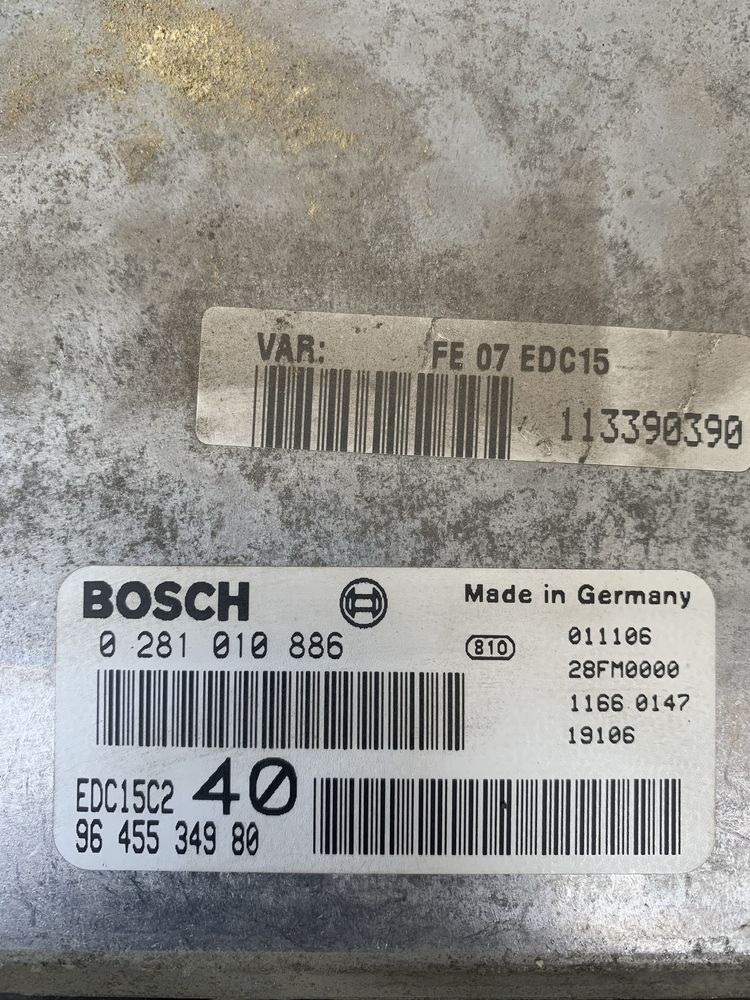 VAR: FE 07 EDC15
113390390
BOSCH
Made in Germany
0 281 010 886
810
011106
28FM0000
1166 0147
19106
EDC15C2 40
96 455 349 80